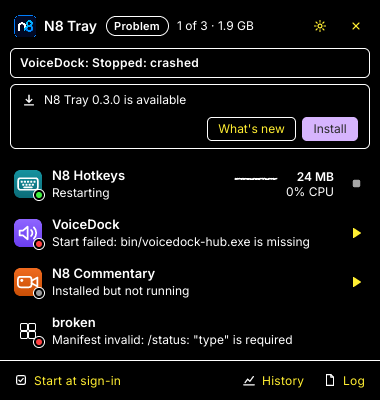 n8 N8 Tray Problem 1 of 3 · 1.9 GB
VoiceDock: Stopped: crashed
N8 Tray 0.3.0 is available
What's new Install
N8 Hotkeys 24 MB
Restarting 0% CPU
VoiceDock
Start failed: bin/voicedock-hub.exe is missing
N8 Commentary
Installed but not running
broken
Manifest invalid: /status: "type" is required
Start at sign-in History Log